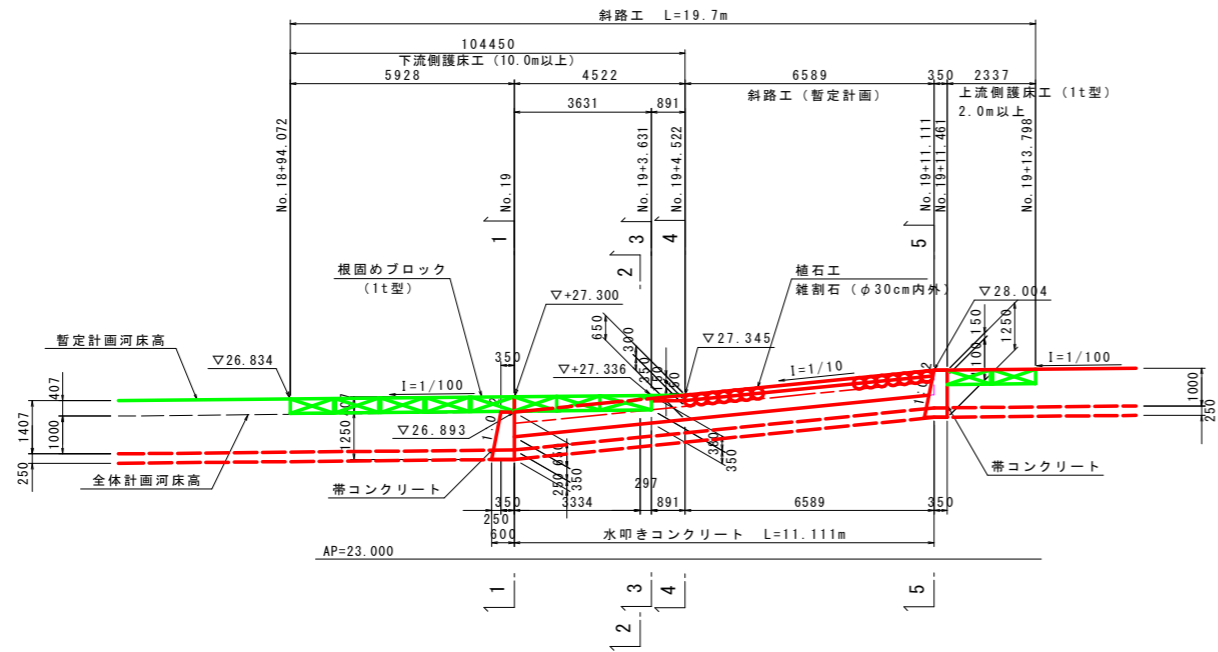 斜路工 L=19.7m
104450
下流側護床工(10.0m以上)
5928
4522
6589
350
2337
斜路工(暫定計画)
上流側護床工(1t型)
2.0m以上
3631
891
No.18+94.072
No.19
No.19+3.631
No.19+4.522
No.19+11.111
No.19+11.461
No.19+13.798
1
3
2
4
5
根固めブロック
(1t型)
▽+27.300
植石工
雑割石(φ30cm内外)
▽28.004
650
300
350
150
1250
暫定計画河床高
▽26.834
350
▽27.345
▽+27.336
I=1/10
I=1/100
I=1/100
407
1407
1000
250
1250
▽26.893
1000
250
650
350
250
350
全体計画河床高
帯コンクリート
帯コンクリート
297
350
3334
891
6589
350
250
600
水叩きコンクリート L=11.111m
AP=23.000
1
3
4
2
5